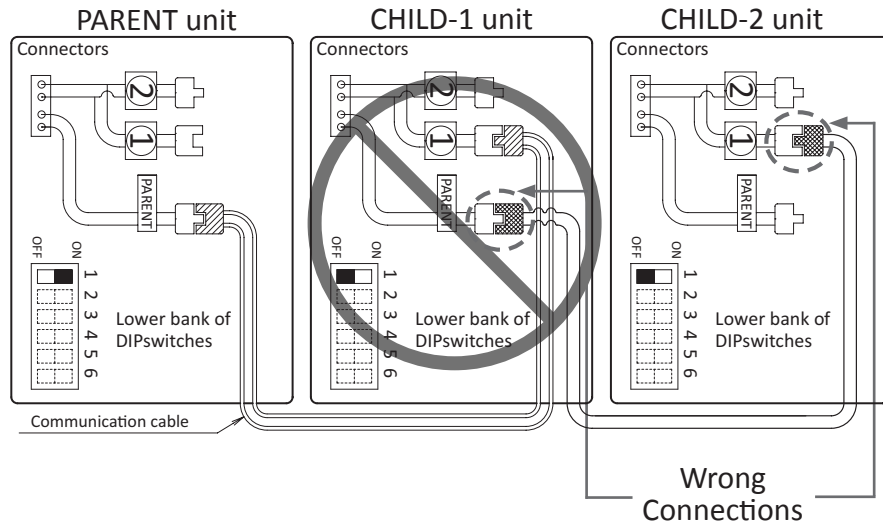 PARENT unit
Connectors
2
1
PARENT
OFF
ON
1
2
3
4
5
6
Lower bank of
DIPswitches
Communication cable
CHILD-1 unit
Connectors
2
1
PARENT
OFF
ON
1
2
3
4
5
6
Lower bank of
DIPswitches
CHILD-2 unit
Connectors
2
1
PARENT
OFF
ON
1
2
3
4
5
6
Lower bank of
DIPswitches
Wrong
Connections